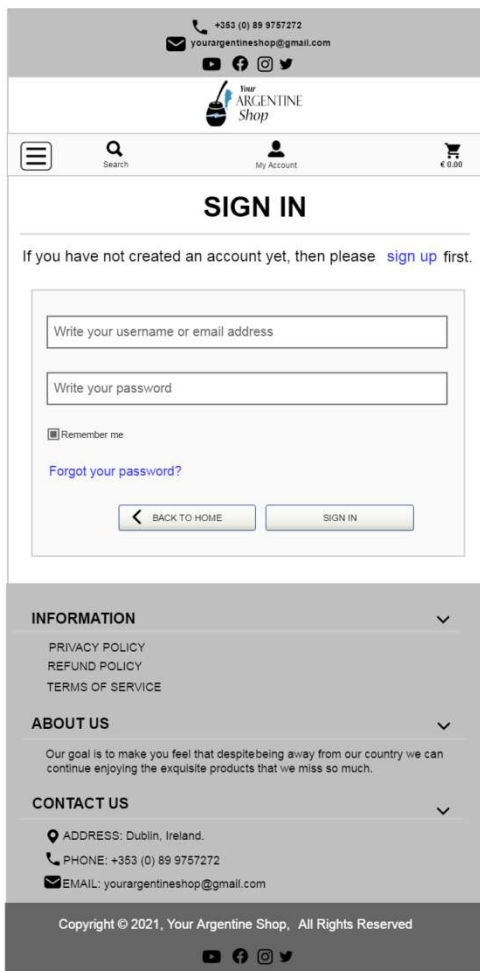 +353 (0) 89 9757272
yourargentineshop@gmail.com
Your
ARGENTINE
Shop
Search
My Account
€ 0.00
SIGN IN
If you have not created an account yet, then please sign up first.
Write your username or email address
Write your password
Remember me
Forgot your password?
BACK TO HOME
SIGN IN
INFORMATION
PRIVACY POLICY
REFUND POLICY
TERMS OF SERVICE
ABOUT US
Our goal is to make you feel that despitebeing away from our country we can
continue enjoying the exquisite products that we miss so much.
CONTACT US
ADDRESS: Dublin, Ireland.
PHONE: +353 (0) 89 9757272
EMAIL: yourargentineshop@gmail.com
Copyright © 2021, Your Argentine Shop, All Rights Reserved